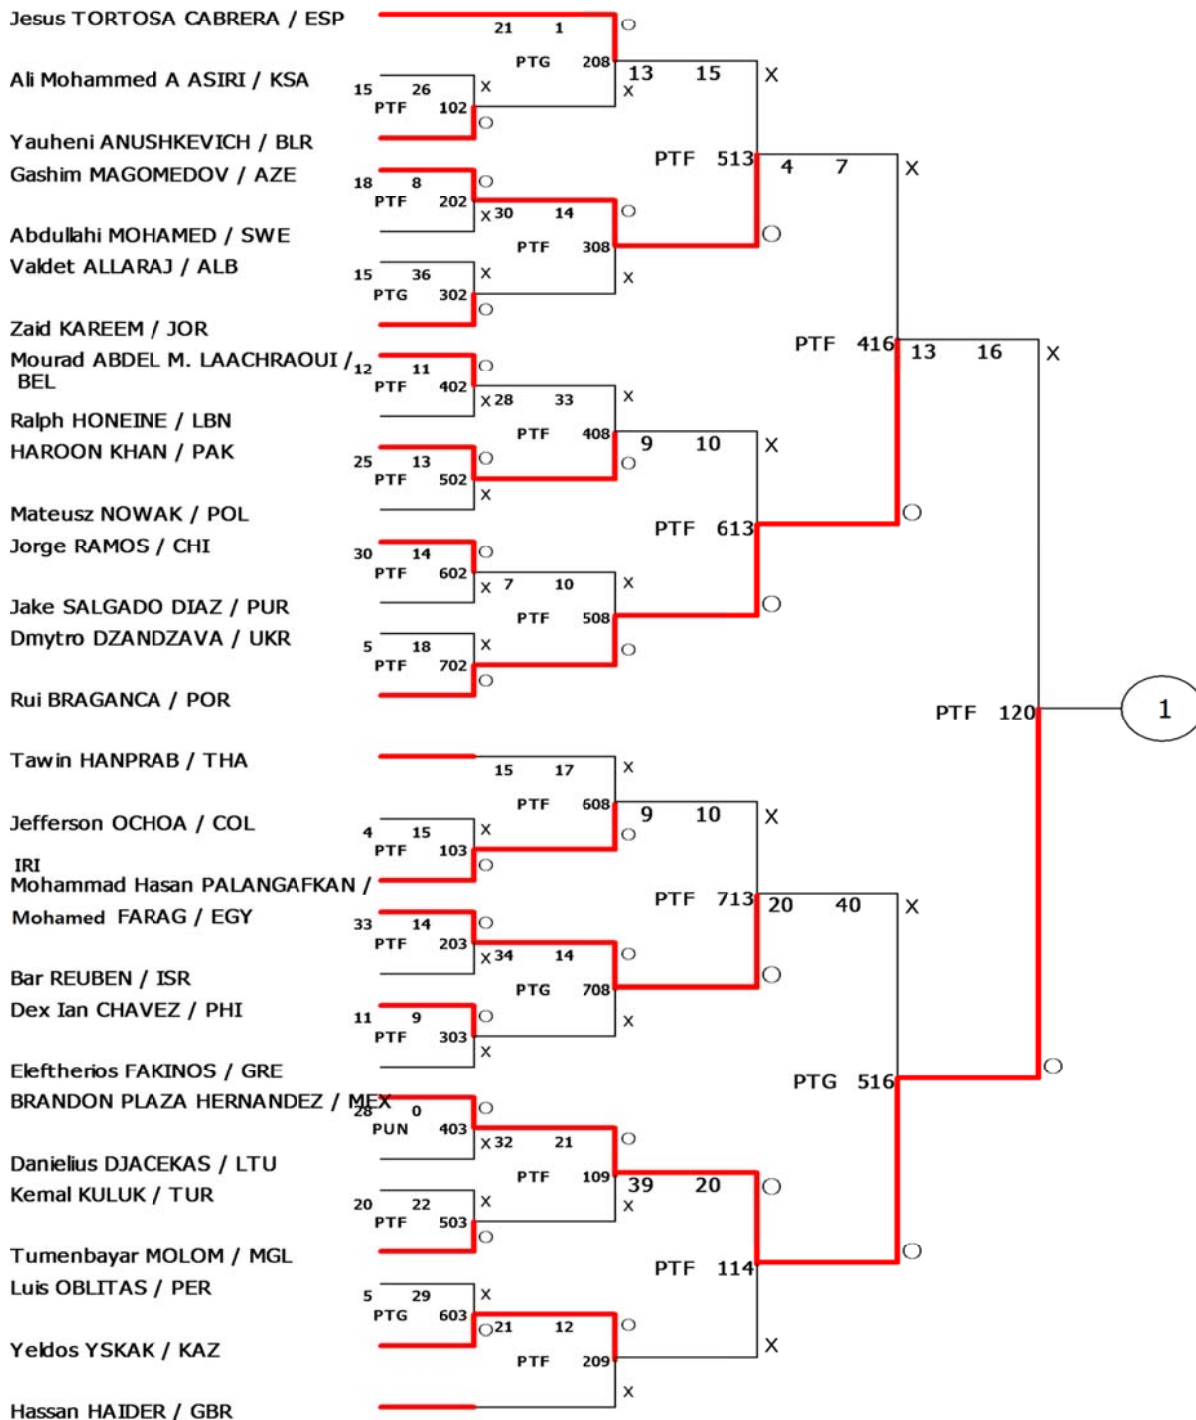 Jesus TORTOSA CABRERA / ESP
21 1 O
PTG 208
13 15 X
Ali Mohammed A ASIRI / KSA
15 26 X X
PTF 102
O
Yauheni ANUSHKEVICH / BLR
PTF 513
4 7 X
Gashim MAGOMEDOV / AZE
18 8 O
PTF 202
X 30 14 O
Abdullahi MOHAMED / SWE
PTF 308 O
Valdet ALLARAJ / ALB
15 36 X X
PTG 302
O
Zaid KAREEM / JOR
PTF 416
13 16 X
Mourad ABDEL M. LAACHRAOUI /
BEL
12 11 O
PTF 402
X 28 33 X
Ralph HONEINE / LBN
PTF 408
9 10 X
HAROON KHAN / PAK
25 13 O O
PTF 502
X
Mateusz NOWAK / POL
PTF 613 O
Jorge RAMOS / CHI
30 14 O
PTF 602
X 7 10 X
Jake SALGADO DIAZ / PUR
PTF 508 O
Dmytro DZANDZAVA / UKR
5 18 X O
PTF 702
O
Rui BRAGANCA / POR
PTF 120
1
Tawin HANPRAB / THA
15 17 X
PTF 608
9 10 X
Jefferson OCHOA / COL
4 15 X O
PTF 103
O
IRI
Mohammad Hasan PALANGAFKAN /
PTF 713
20 40 X
Mohamed FARAG / EGY
33 14 O
PTF 203
X 34 14 O
Bar REUBEN / ISR
PTG 708 O
Dex Ian CHAVEZ / PHI
11 9 O X
PTF 303
X
Eleftherios FAKINOS / GRE
PTG 516 O
BRANDON PLAZA HERNANDEZ / MEX
28 0 O
PUN 403
X 32 21 O
Danielius DJACEKAS / LTU
PTF 109
39 20 O
Kemal KULUK / TUR
20 22 X X
PTF 503
O
Tumenbayar MOLOM / MGL
PTF 114 O
Luis OBLITAS / PER
5 29 X
PTG 603
O 21 12 O
Yeldos YSKAK / KAZ
PTF 209 X
X
Hassan HAIDER / GBR